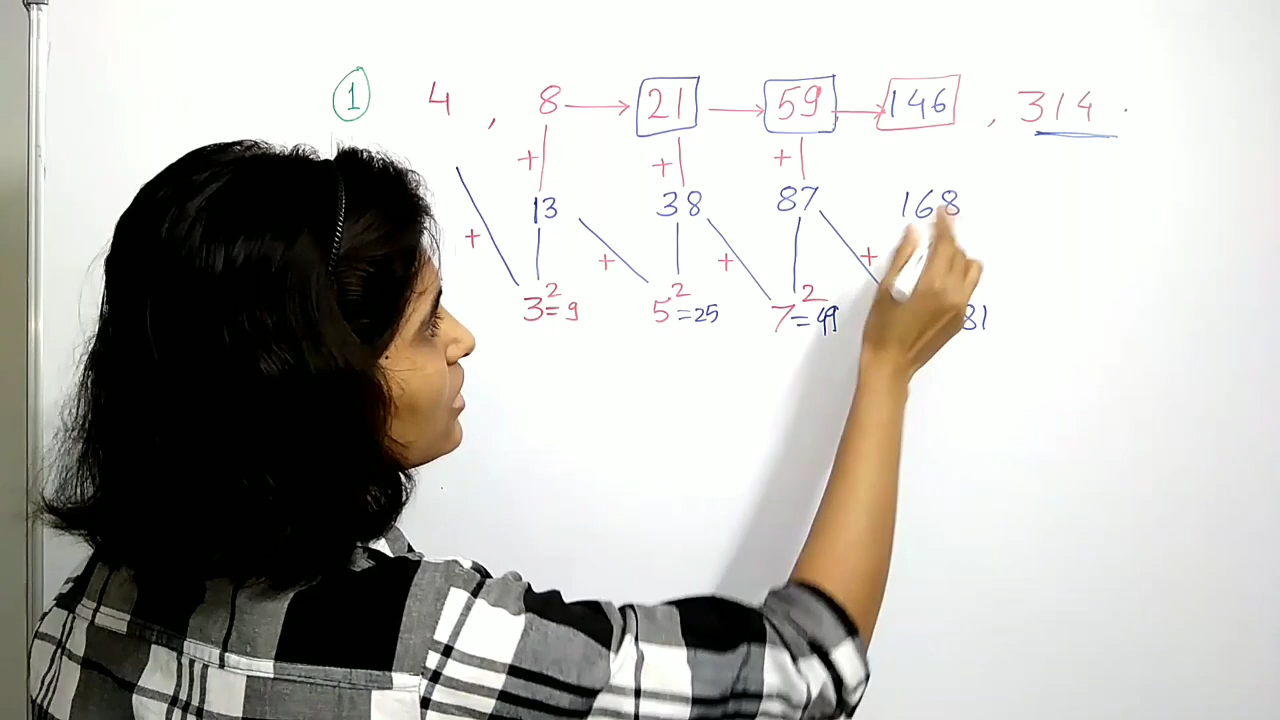 ① 4 , 8 → 21 → 59 → 146 , 314 .
+ + +
13 38 87 168
+ + + +
3²=9 5²=25 7²=49 81